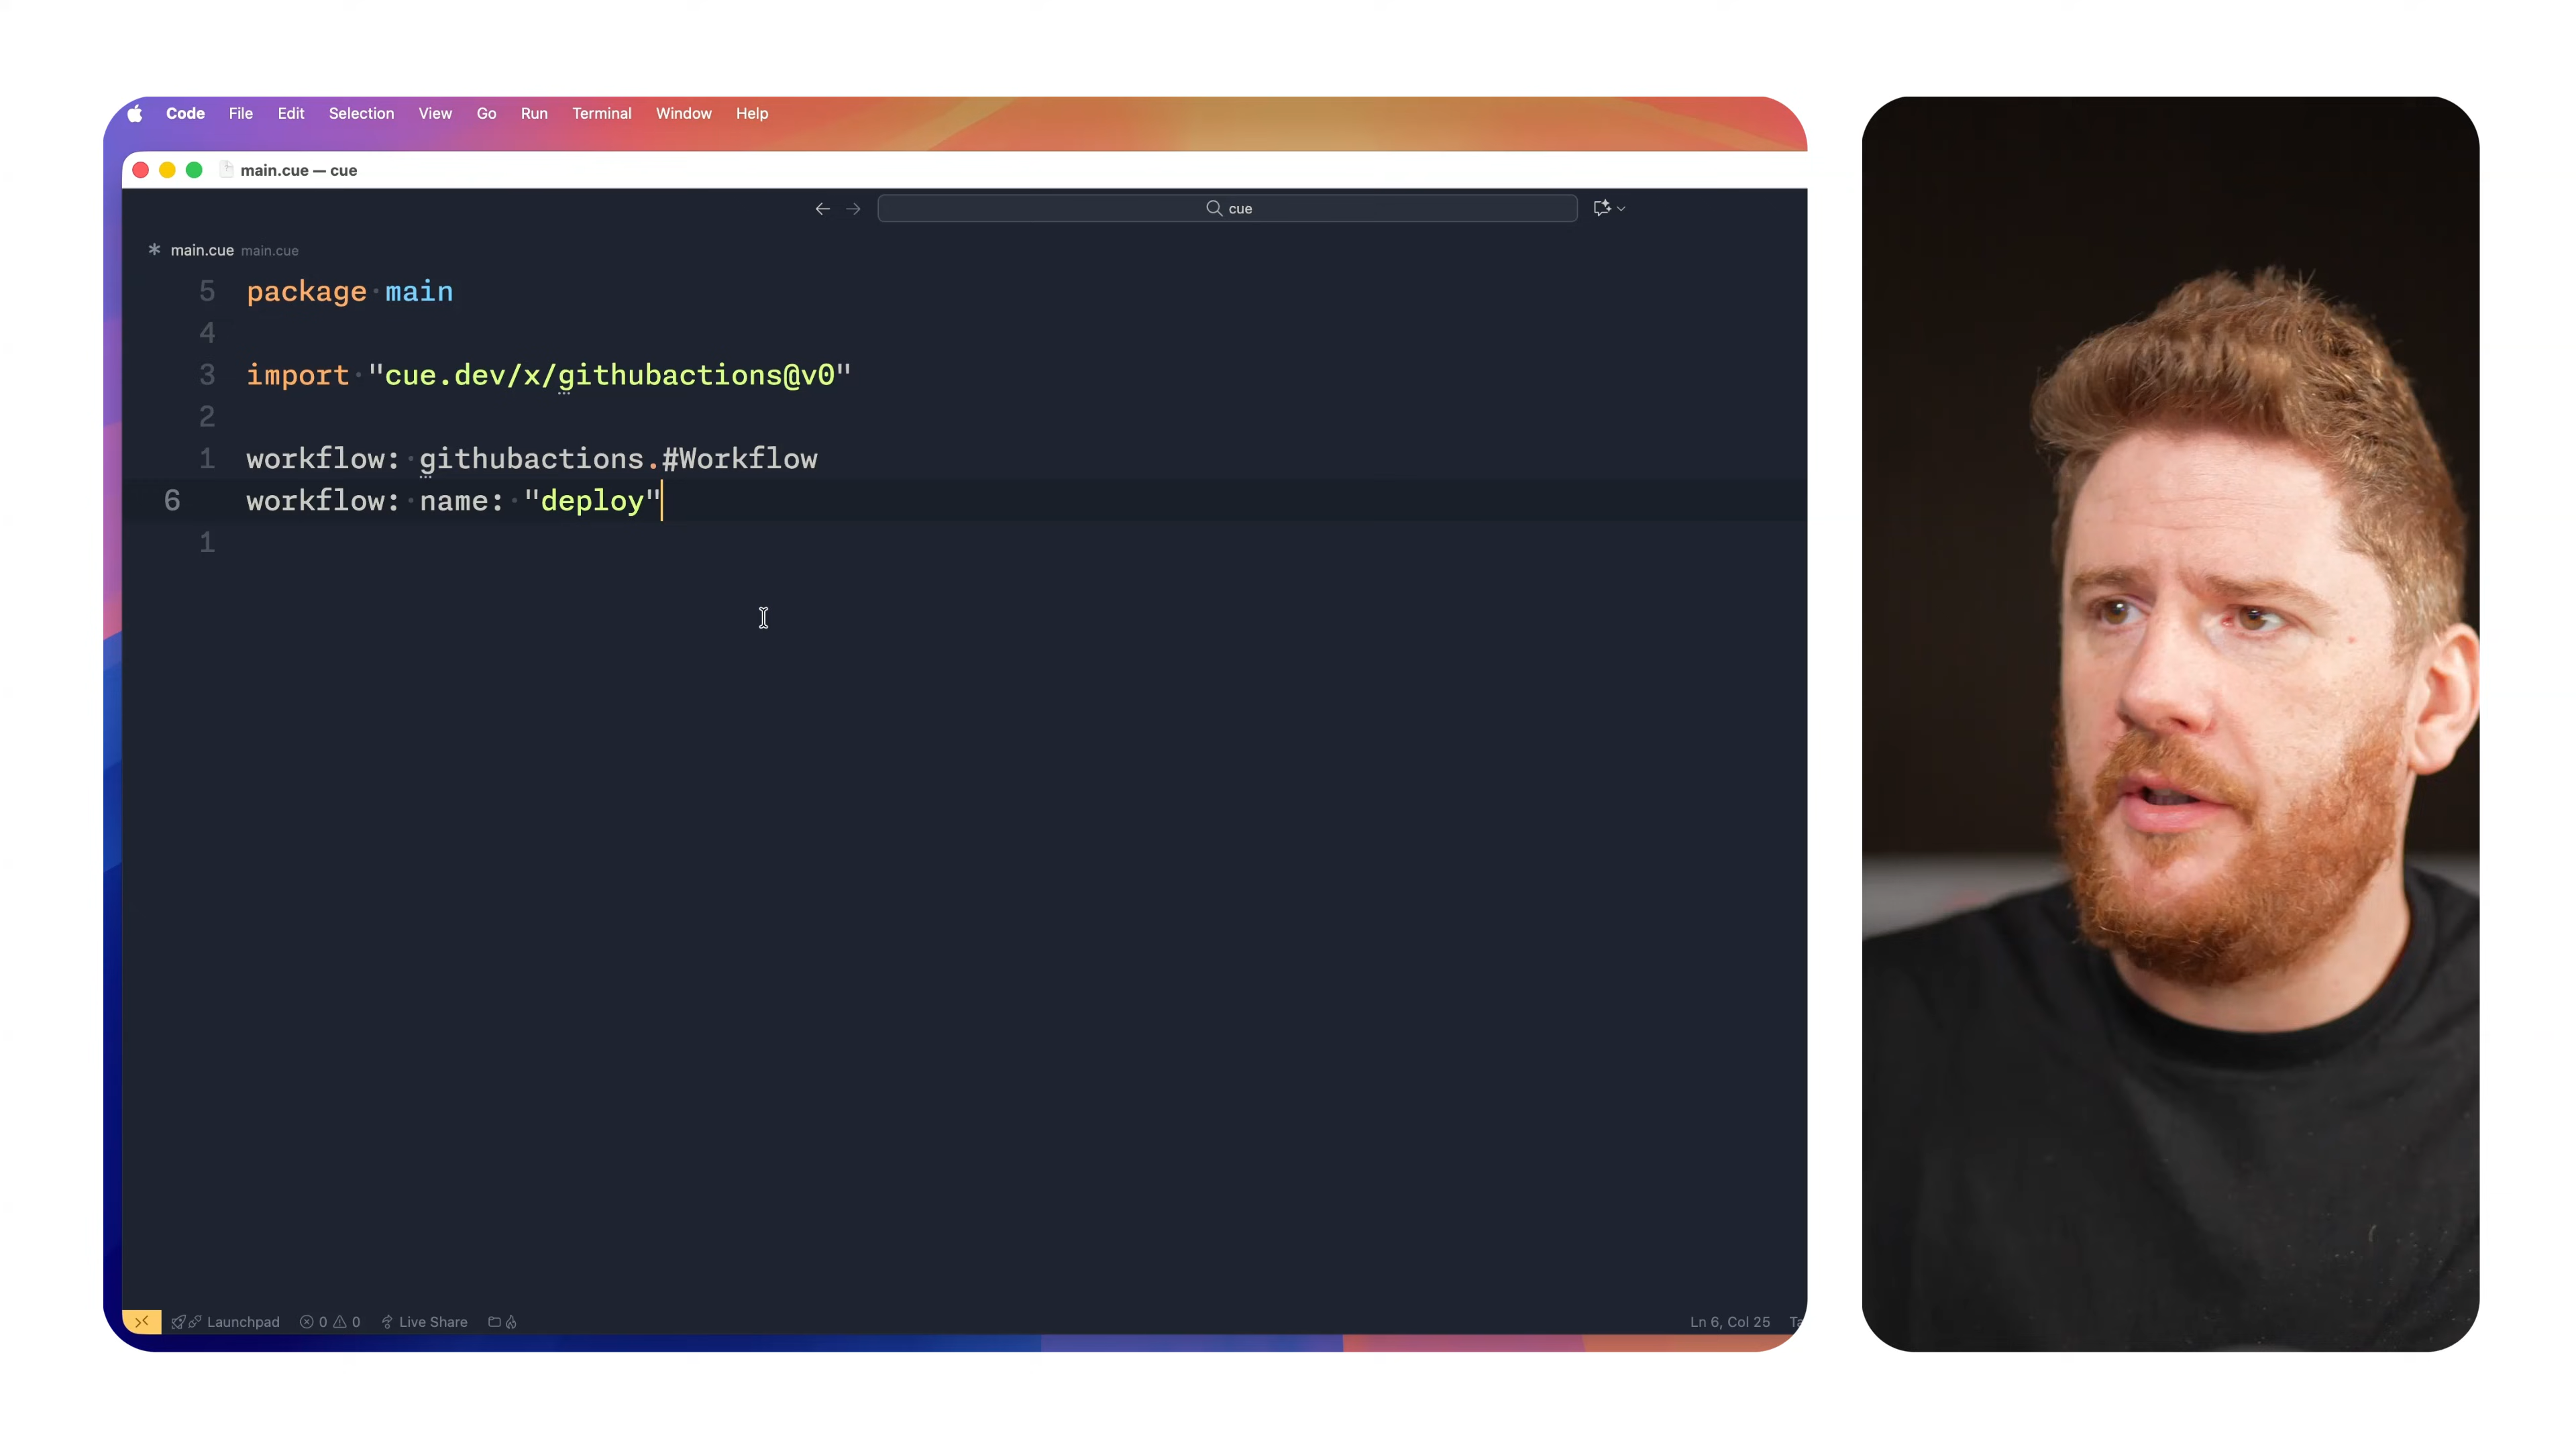 Code File Edit Selection View Go Run Terminal Window Help
main.cue — cue
cue
main.cue main.cue
5 package main
4
3 import "cue.dev/x/githubactions@v0"
2
1 workflow: githubactions.#Workflow
6 workflow: name: "deploy"
1
Launchpad 0 0 Live Share Ln 6, Col 25